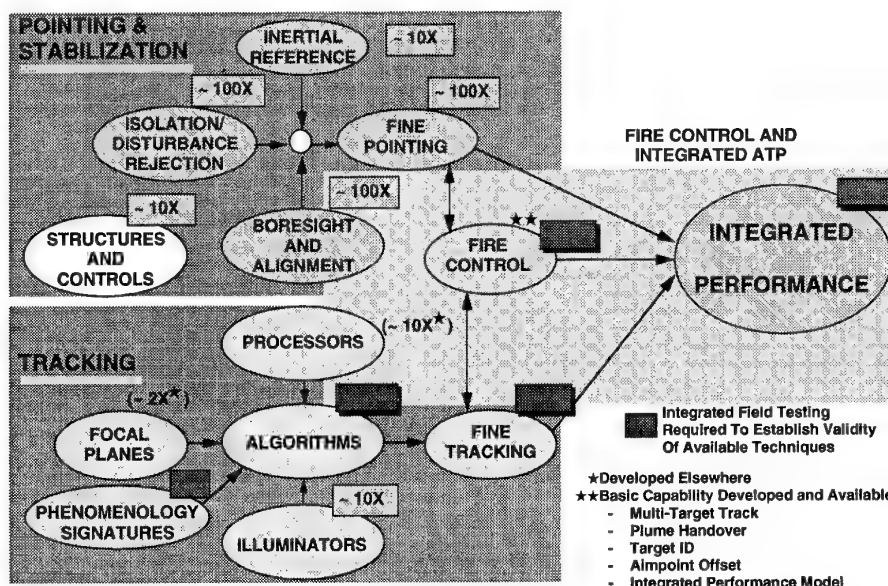 POINTING &
STABILIZATION
INERTIAL
REFERENCE
~ 10X
~ 100X
ISOLATION/
DISTURBANCE
REJECTION
~ 100X
FINE
POINTING
~ 10X
STRUCTURES
AND
CONTROLS
~ 100X
BORESIGHT
AND
ALIGNMENT
★★
FIRE
CONTROL
FIRE CONTROL AND
INTEGRATED ATP
INTEGRATED
PERFORMANCE
TRACKING
PROCESSORS
(~ 10X★)
(~ 2X★)
FOCAL
PLANES
ALGORITHMS
FINE
TRACKING
PHENOMENOLOGY
SIGNATURES
~ 10X
ILLUMINATORS
Integrated Field Testing
Required To Establish Validity
Of Available Techniques
★Developed Elsewhere
★★Basic Capability Developed and Available
- Multi-Target Track
- Plume Handover
- Target ID
- Aimpoint Offset
- Integrated Performance Model